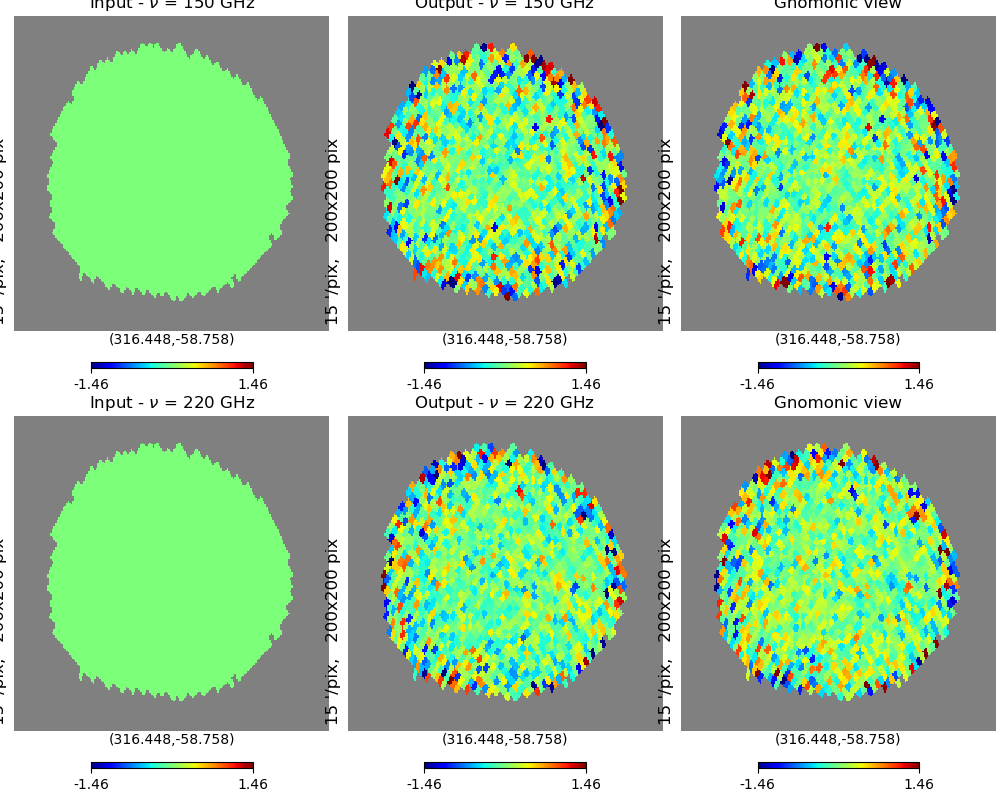 Input - ν = 150 GHz
Output - ν = 150 GHz
Gnomonic view
15 '/pix, 200x200 pix
15 '/pix, 200x200 pix
15 '/pix, 200x200 pix
(316.448,-58.758)
(316.448,-58.758)
(316.448,-58.758)
-1.46 1.46
-1.46 1.46
-1.46 1.46
Input - ν = 220 GHz
Output - ν = 220 GHz
Gnomonic view
15 '/pix, 200x200 pix
15 '/pix, 200x200 pix
15 '/pix, 200x200 pix
(316.448,-58.758)
(316.448,-58.758)
(316.448,-58.758)
-1.46 1.46
-1.46 1.46
-1.46 1.46